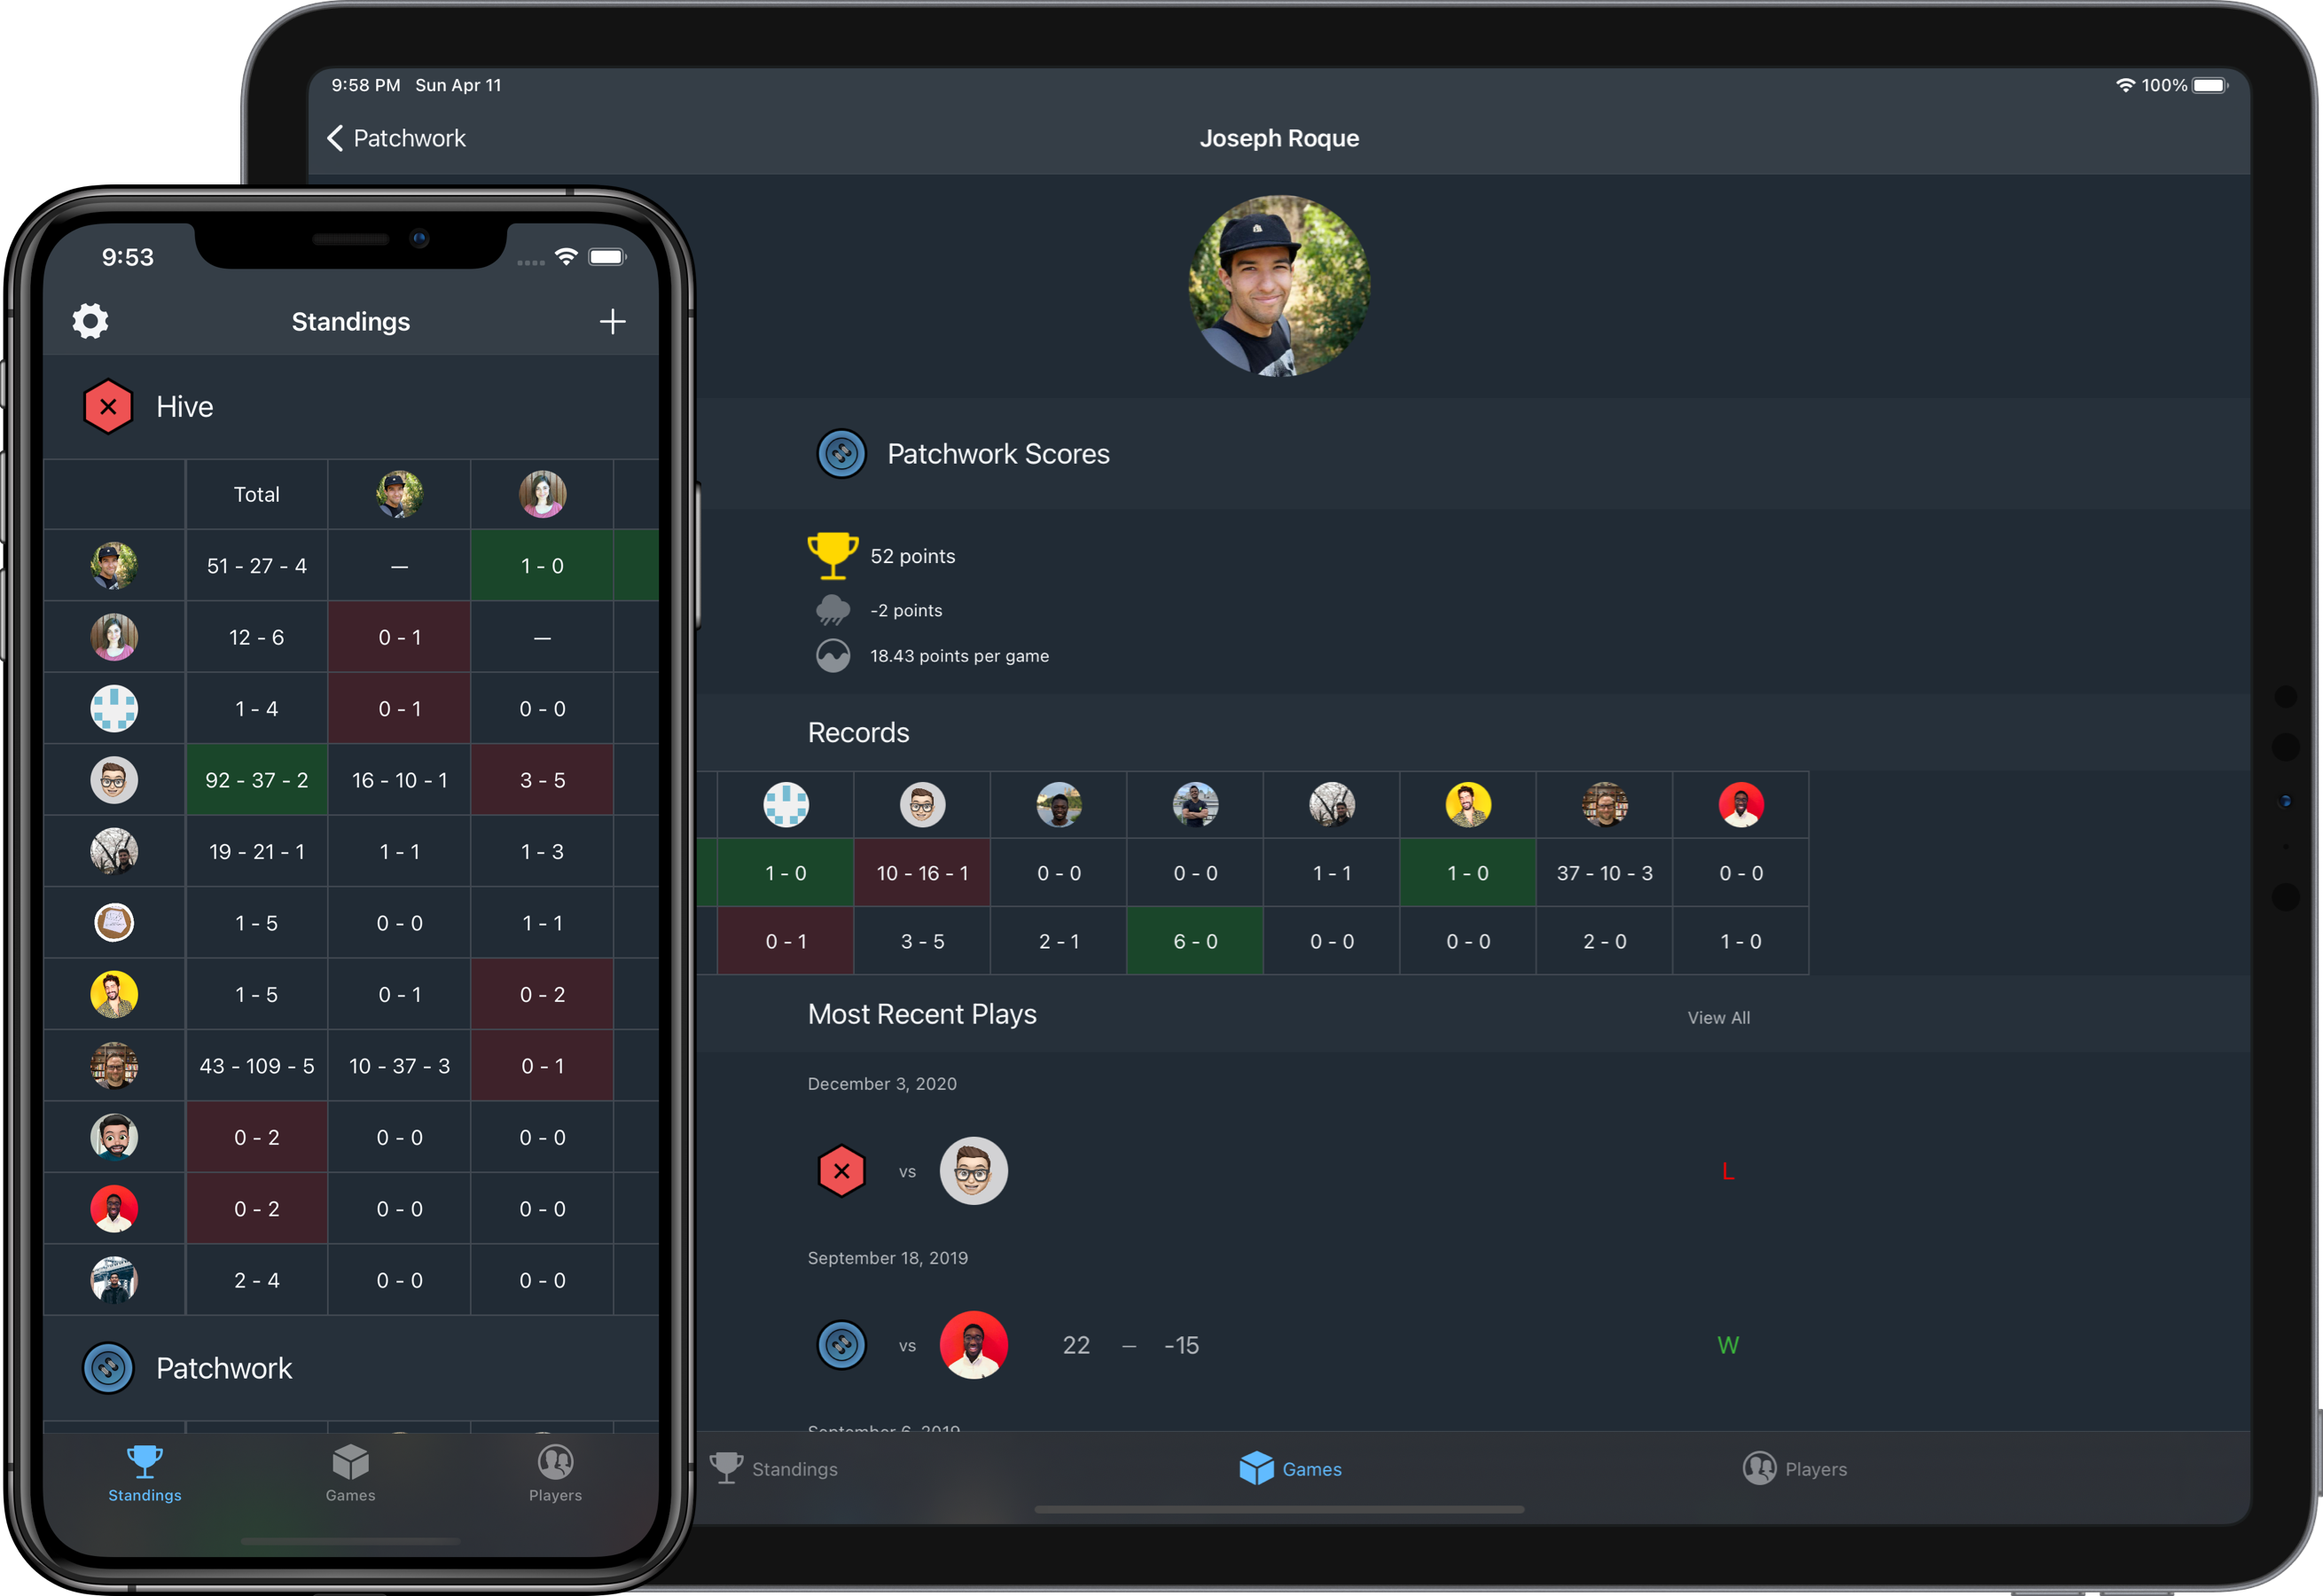 9:58 PM Sun Apr 11
100%
Patchwork
Joseph Roque
Patchwork Scores
52 points
-2 points
18.43 points per game
Records
1 - 0 10 - 16 - 1 0 - 0 0 - 0 1 - 1 1 - 0 37 - 10 - 3 0 - 0
0 - 1 3 - 5 2 - 1 6 - 0 0 - 0 0 - 0 2 - 0 1 - 0
Most Recent Plays View All
December 3, 2020
vs L
September 18, 2019
vs 22 — -15 W
September 6, 2019
Standings Games Players
9:53
Standings
Hive
Total
51 - 27 - 4 — 1 - 0
12 - 6 0 - 1 —
1 - 4 0 - 1 0 - 0
92 - 37 - 2 16 - 10 - 1 3 - 5
19 - 21 - 1 1 - 1 1 - 3
1 - 5 0 - 0 1 - 1
1 - 5 0 - 1 0 - 2
43 - 109 - 5 10 - 37 - 3 0 - 1
0 - 2 0 - 0 0 - 0
0 - 2 0 - 0 0 - 0
2 - 4 0 - 0 0 - 0
Patchwork
Standings Games Players